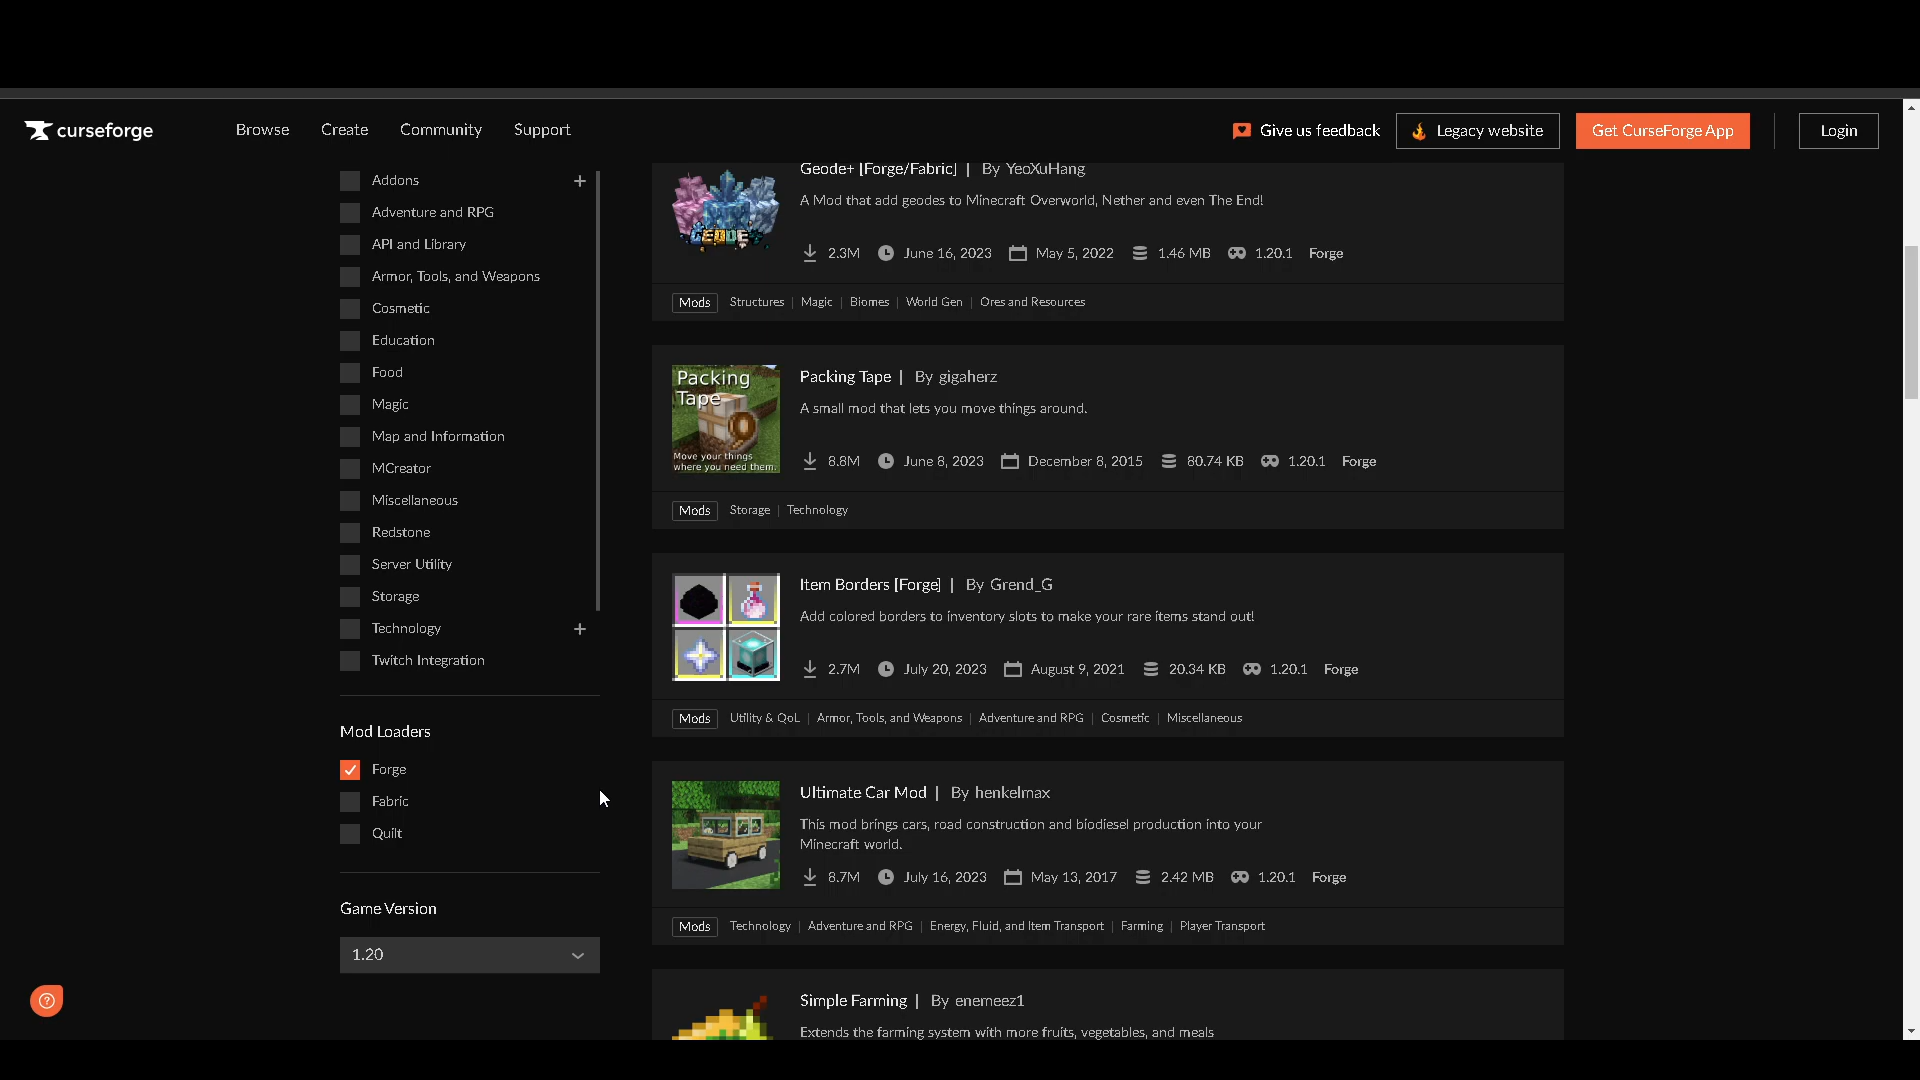 curseforge
Browse Create Community Support
Give us feedback Legacy website Get CurseForge App Login
Addons
Adventure and RPG
API and Library
Armor, Tools, and Weapons
Cosmetic
Education
Food
Magic
Map and Information
MCreator
Miscellaneous
Redstone
Server Utility
Storage
Technology
Twitch Integration
Mod Loaders
Forge
Fabric
Quilt
Game Version
1.20
Geode+ [Forge/Fabric] | By YeoXuHang
A Mod that add geodes to Minecraft Overworld, Nether and even The End!
GEODE
2.3M June 16, 2023 May 5, 2022 1.46 MB 1.20.1 Forge
Mods Structures | Magic | Biomes | World Gen | Ores and Resources
Packing
Tape
Move your things
where you need them.
Packing Tape | By gigaherz
A small mod that lets you move things around.
8.8M June 8, 2023 December 8, 2015 80.74 KB 1.20.1 Forge
Mods Storage | Technology
Item Borders [Forge] | By Grend_G
Add colored borders to inventory slots to make your rare items stand out!
2.7M July 20, 2023 August 9, 2021 20.34 KB 1.20.1 Forge
Mods Utility & QoL | Armor, Tools, and Weapons | Adventure and RPG | Cosmetic | Miscellaneous
Ultimate Car Mod | By henkelmax
This mod brings cars, road construction and biodiesel production into your
Minecraft world.
8.7M July 16, 2023 May 13, 2017 2.42 MB 1.20.1 Forge
Mods Technology | Adventure and RPG | Energy, Fluid, and Item Transport | Farming | Player Transport
Simple Farming | By enemeez1
Extends the farming system with more fruits, vegetables, and meals